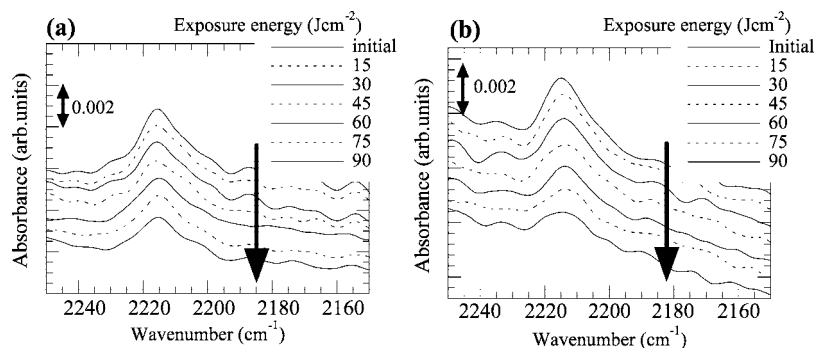 (a)
Exposure energy (Jcm-2)
initial
15
30
45
60
75
90
0.002
Absorbance (arb.units)
2240 2220 2200 2180 2160
Wavenumber (cm-1)
(b)
Exposure energy (Jcm-2)
Initial
15
30
45
60
75
90
0.002
Absorbance (arb.units)
2240 2220 2200 2180 2160
Wavenumber (cm-1)